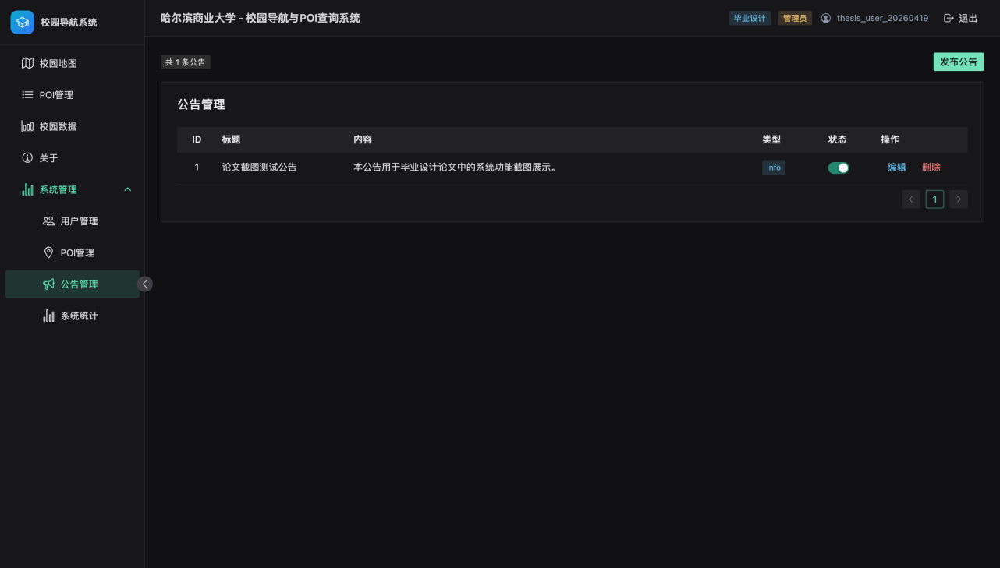 校园导航系统
哈尔滨商业大学 - 校园导航与POI查询系统
毕业设计 管理员 thesis_user_20260419 退出
校园地图
POI管理
校园数据
关于
系统管理
用户管理
POI管理
公告管理
系统统计
共 1 条公告
发布公告
公告管理
ID 标题 内容 类型 状态 操作
1 论文截图测试公告 本公告用于毕业设计论文中的系统功能截图展示。 info 编辑 删除
1